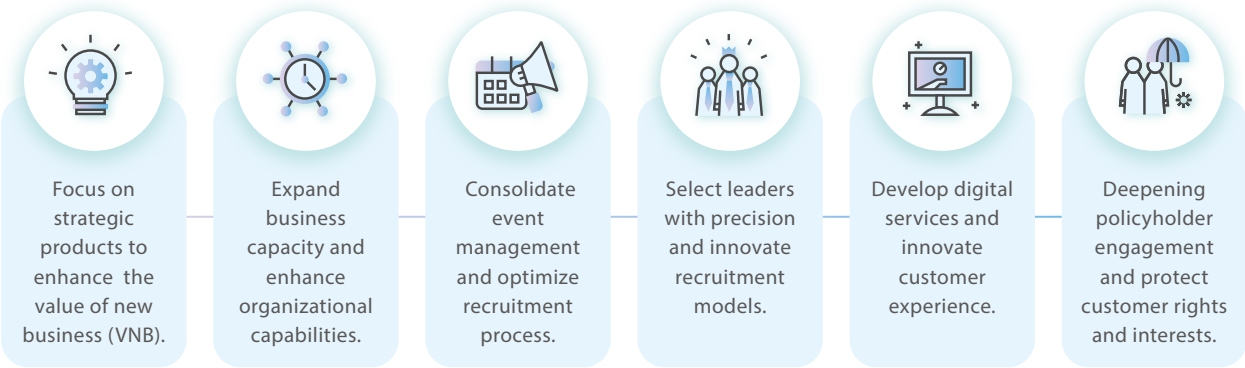 Focus on
strategic
products to
enhance the
value of new
business (VNB).
Expand
business
capacity and
enhance
organizational
capabilities.
Consolidate
event
management
and optimize
recruitment
process.
Select leaders
with precision
and innovate
recruitment
models.
Develop digital
services and
innovate
customer
experience.
Deepening
policyholder
engagement
and protect
customer rights
and interests.